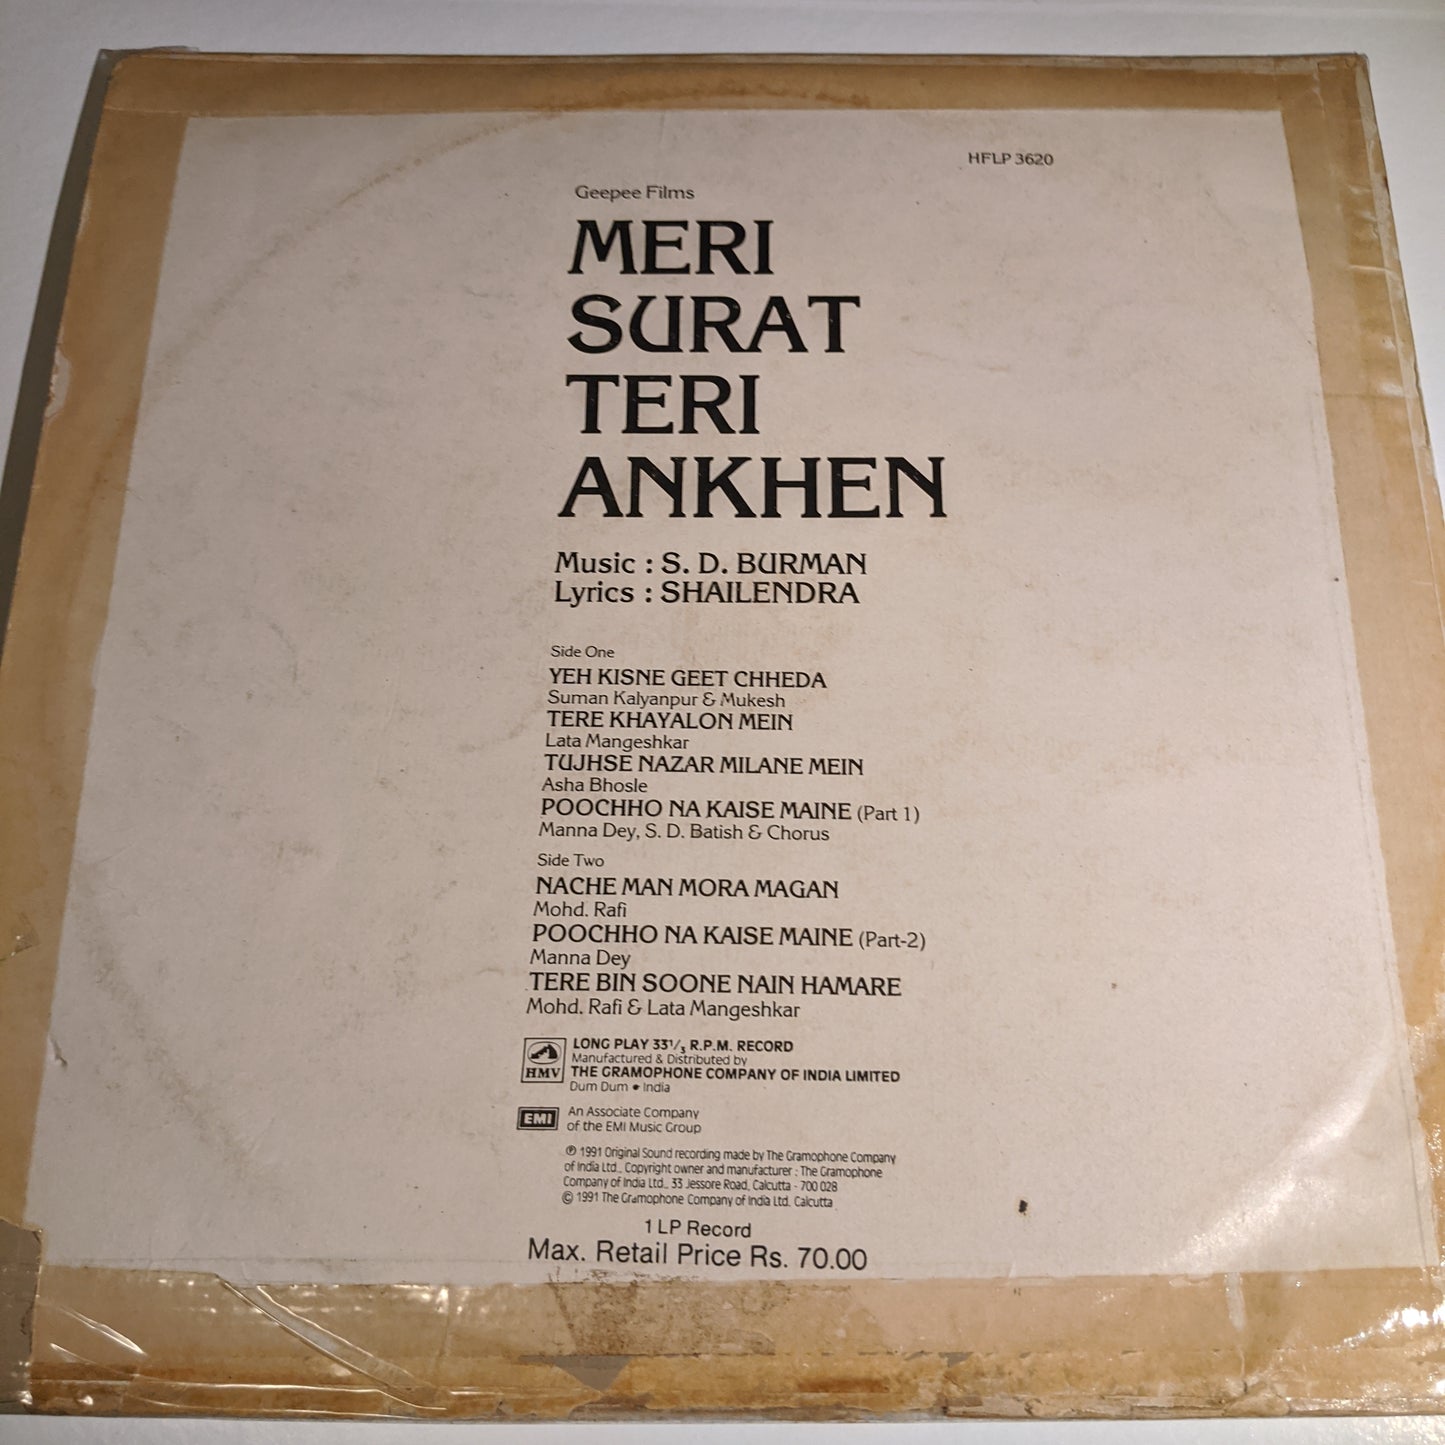 HFLP 3620
Geepee Films
MERI
SURAT
TERI
ANKHEN
Music : S. D. BURMAN
Lyrics : SHAILENDRA
Side One
YEH KISNE GEET CHHEDA
Suman Kalyanpur & Mukesh
TERE KHAYALON MEIN
Lata Mangeshkar
TUJHSE NAZAR MILANE MEIN
Asha Bhosle
POOCHHO NA KAISE MAINE (Part 1)
Manna Dey, S. D. Batish & Chorus
Side Two
NACHE MAN MORA MAGAN
Mohd. Rafi
POOCHHO NA KAISE MAINE (Part-2)
Manna Dey
TERE BIN SOONE NAIN HAMARE
Mohd. Rafi & Lata Mangeshkar
HMV
LONG PLAY 33 1/3 R.P.M. RECORD
Manufactured & Distributed by
THE GRAMOPHONE COMPANY OF INDIA LIMITED
Dum Dum • India
EMI
An Associate Company
of the EMI Music Group
℗ 1991 Original Sound recording made by The Gramophone Company
of India Ltd., Copyright owner and manufacturer : The Gramophone
Company of India Ltd., 33 Jessore Road, Calcutta - 700 028
© 1991 The Gramophone Company of India Ltd. Calcutta
1 LP Record
Max. Retail Price Rs. 70.00